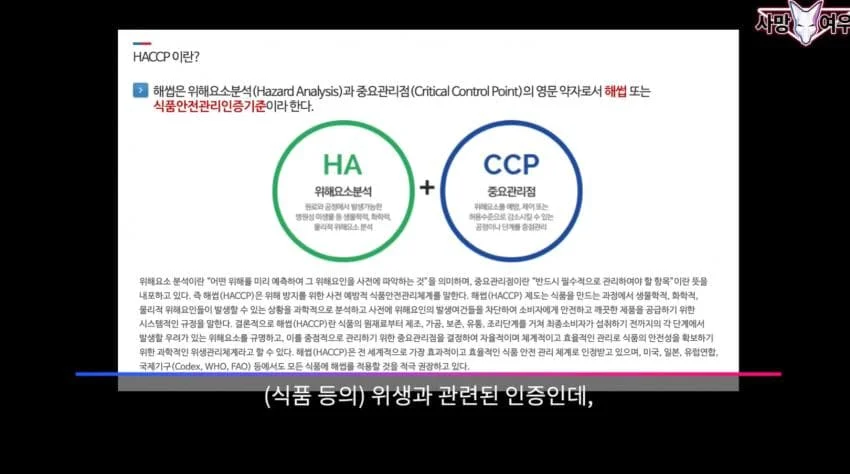 사망여우
HACCP 이란?
해썹은 위해요소분석(Hazard Analysis)과 중요관리점(Critical Control Point)의 영문 약자로서 해썹 또는
식품안전관리인증기준이라 한다.
HA
위해요소분석
원료와 공정에서 발생가능한
병원성 미생물 등 생물학적, 화학적,
물리적 위해요소 분석
+
CCP
중요관리점
위해요소를 예방, 제어 또는
허용수준으로 감소시킬 수 있는
공정이나 단계를 중점관리
위해요소 분석이란 “어떤 위해를 미리 예측하여 그 위해요인을 사전에 파악하는 것”을 의미하며, 중요관리점이란 “반드시 필수적으로 관리하여야 할 항목”이란 뜻을
내포하고 있다. 즉 해썹(HACCP)은 위해 방지를 위한 사전 예방적 식품안전관리체계를 말한다. 해썹(HACCP) 제도는 식품을 만드는 과정에서 생물학적, 화학적,
물리적 위해요인들이 발생할 수 있는 상황을 과학적으로 분석하고 사전에 위해요인의 발생여건들을 차단하여 소비자에게 안전하고 깨끗한 제품을 공급하기 위한
시스템적인 규정을 말한다. 결론적으로 해썹(HACCP)란 식품의 원재료부터 제조, 가공, 보존, 유통, 조리단계를 거쳐 최종소비자가 섭취하기 전까지의 각 단계에서
발생할 우려가 있는 위해요소를 규명하고, 이를 중점적으로 관리하기 위한 중요관리점을 결정하여 자율적이며 체계적이고 효율적인 관리로 식품의 안전성을 확보하기
위한 과학적인 위생관리체계라고 할 수 있다. 해썹(HACCP)은 전 세계적으로 가장 효과적이고 효율적인 식품 안전 관리 체계로 인정받고 있으며, 미국, 일본, 유럽연합,
국제기구(Codex, WHO, FAO) 등에서도 모든 식품에 해썹을 적용할 것을 적극 권장하고 있다.
(식품 등의) 위생과 관련된 인증인데,